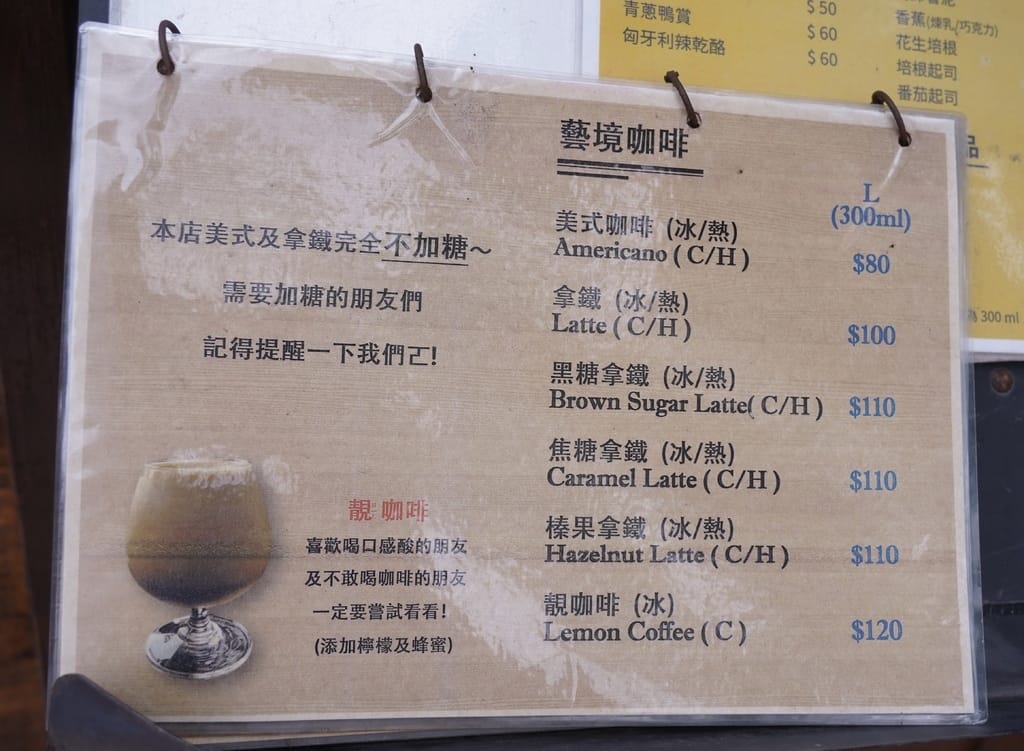 青蔥鴨賞 $50
匈牙利辣乾酪 $60
$60
香蕉(煉乳/巧克力)
花生培根
培根起司
番茄起司
品
300 ml
藝境咖啡
L
(300ml)
美式咖啡 (冰/熱)
Americano ( C/H ) $80
拿鐵 (冰/熱)
Latte ( C/H ) $100
黑糖拿鐵 (冰/熱)
Brown Sugar Latte( C/H ) $110
焦糖拿鐵 (冰/熱)
Caramel Latte ( C/H ) $110
榛果拿鐵 (冰/熱)
Hazelnut Latte ( C/H ) $110
靚咖啡 (冰)
Lemon Coffee ( C ) $120
本店美式及拿鐵完全不加糖～
需要加糖的朋友們
記得提醒一下我們ㄛ!
靚咖啡
喜歡喝口感酸的朋友
及不敢喝咖啡的朋友
一定要嘗試看看!
(添加檸檬及蜂蜜)